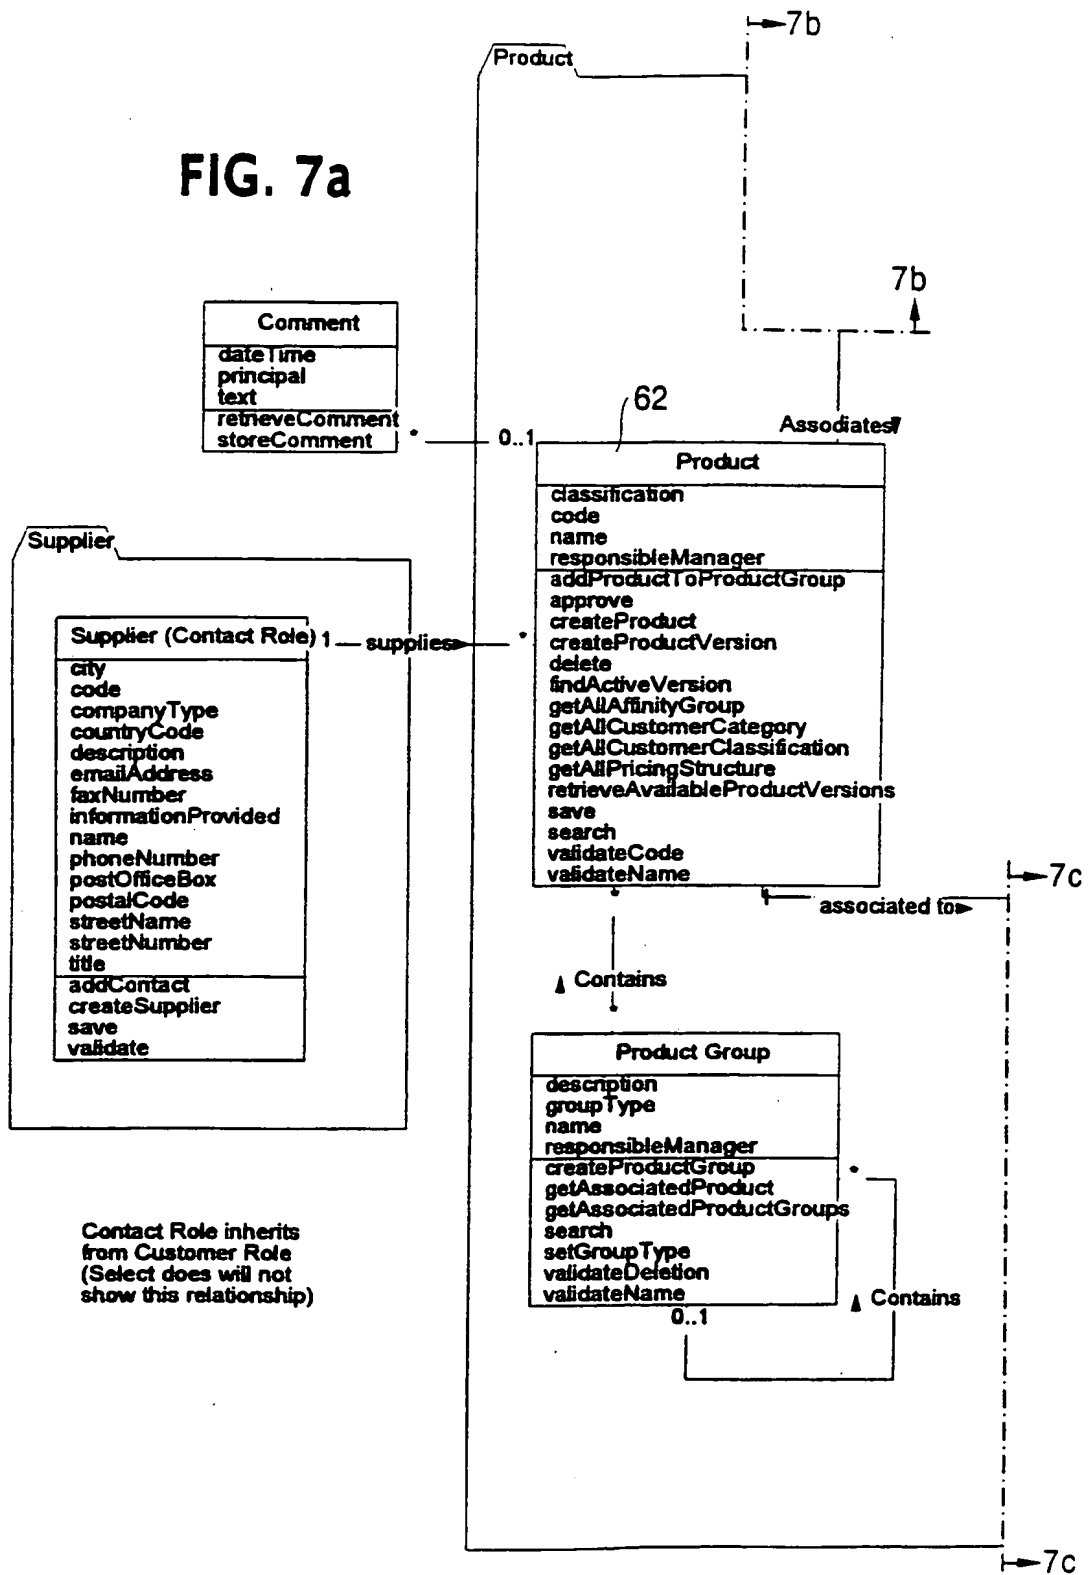 7b
Product
FIG. 7a
7b
Comment
dateTime
principal
text
retrieveComment
storeComment
*
0..1
62
Associates
Product
classification
code
name
responsibleManager
addProductToProductGroup
approve
createProduct
createProductVersion
delete
findActiveVersion
getAllAffinityGroup
getAllCustomerCategory
getAllCustomerClassification
getAllPricingStructure
retrieveAvailableProductVersions
save
search
validateCode
validateName
Supplier
Supplier (Contact Role)
1
supplies
*
city
code
companyType
countryCode
description
emailAddress
faxNumber
informationProvided
name
phoneNumber
postOfficeBox
postalCode
streetName
streetNumber
title
addContact
createSupplier
save
validate
7c
*
associated to
Contains
*
Product Group
description
groupType
name
responsibleManager
createProductGroup
getAssociatedProduct
getAssociatedProductGroups
search
setGroupType
validateDeletion
validateName
*
Contains
0..1
Contact Role inherits
from Customer Role
(Select does will not
show this relationship)
7c